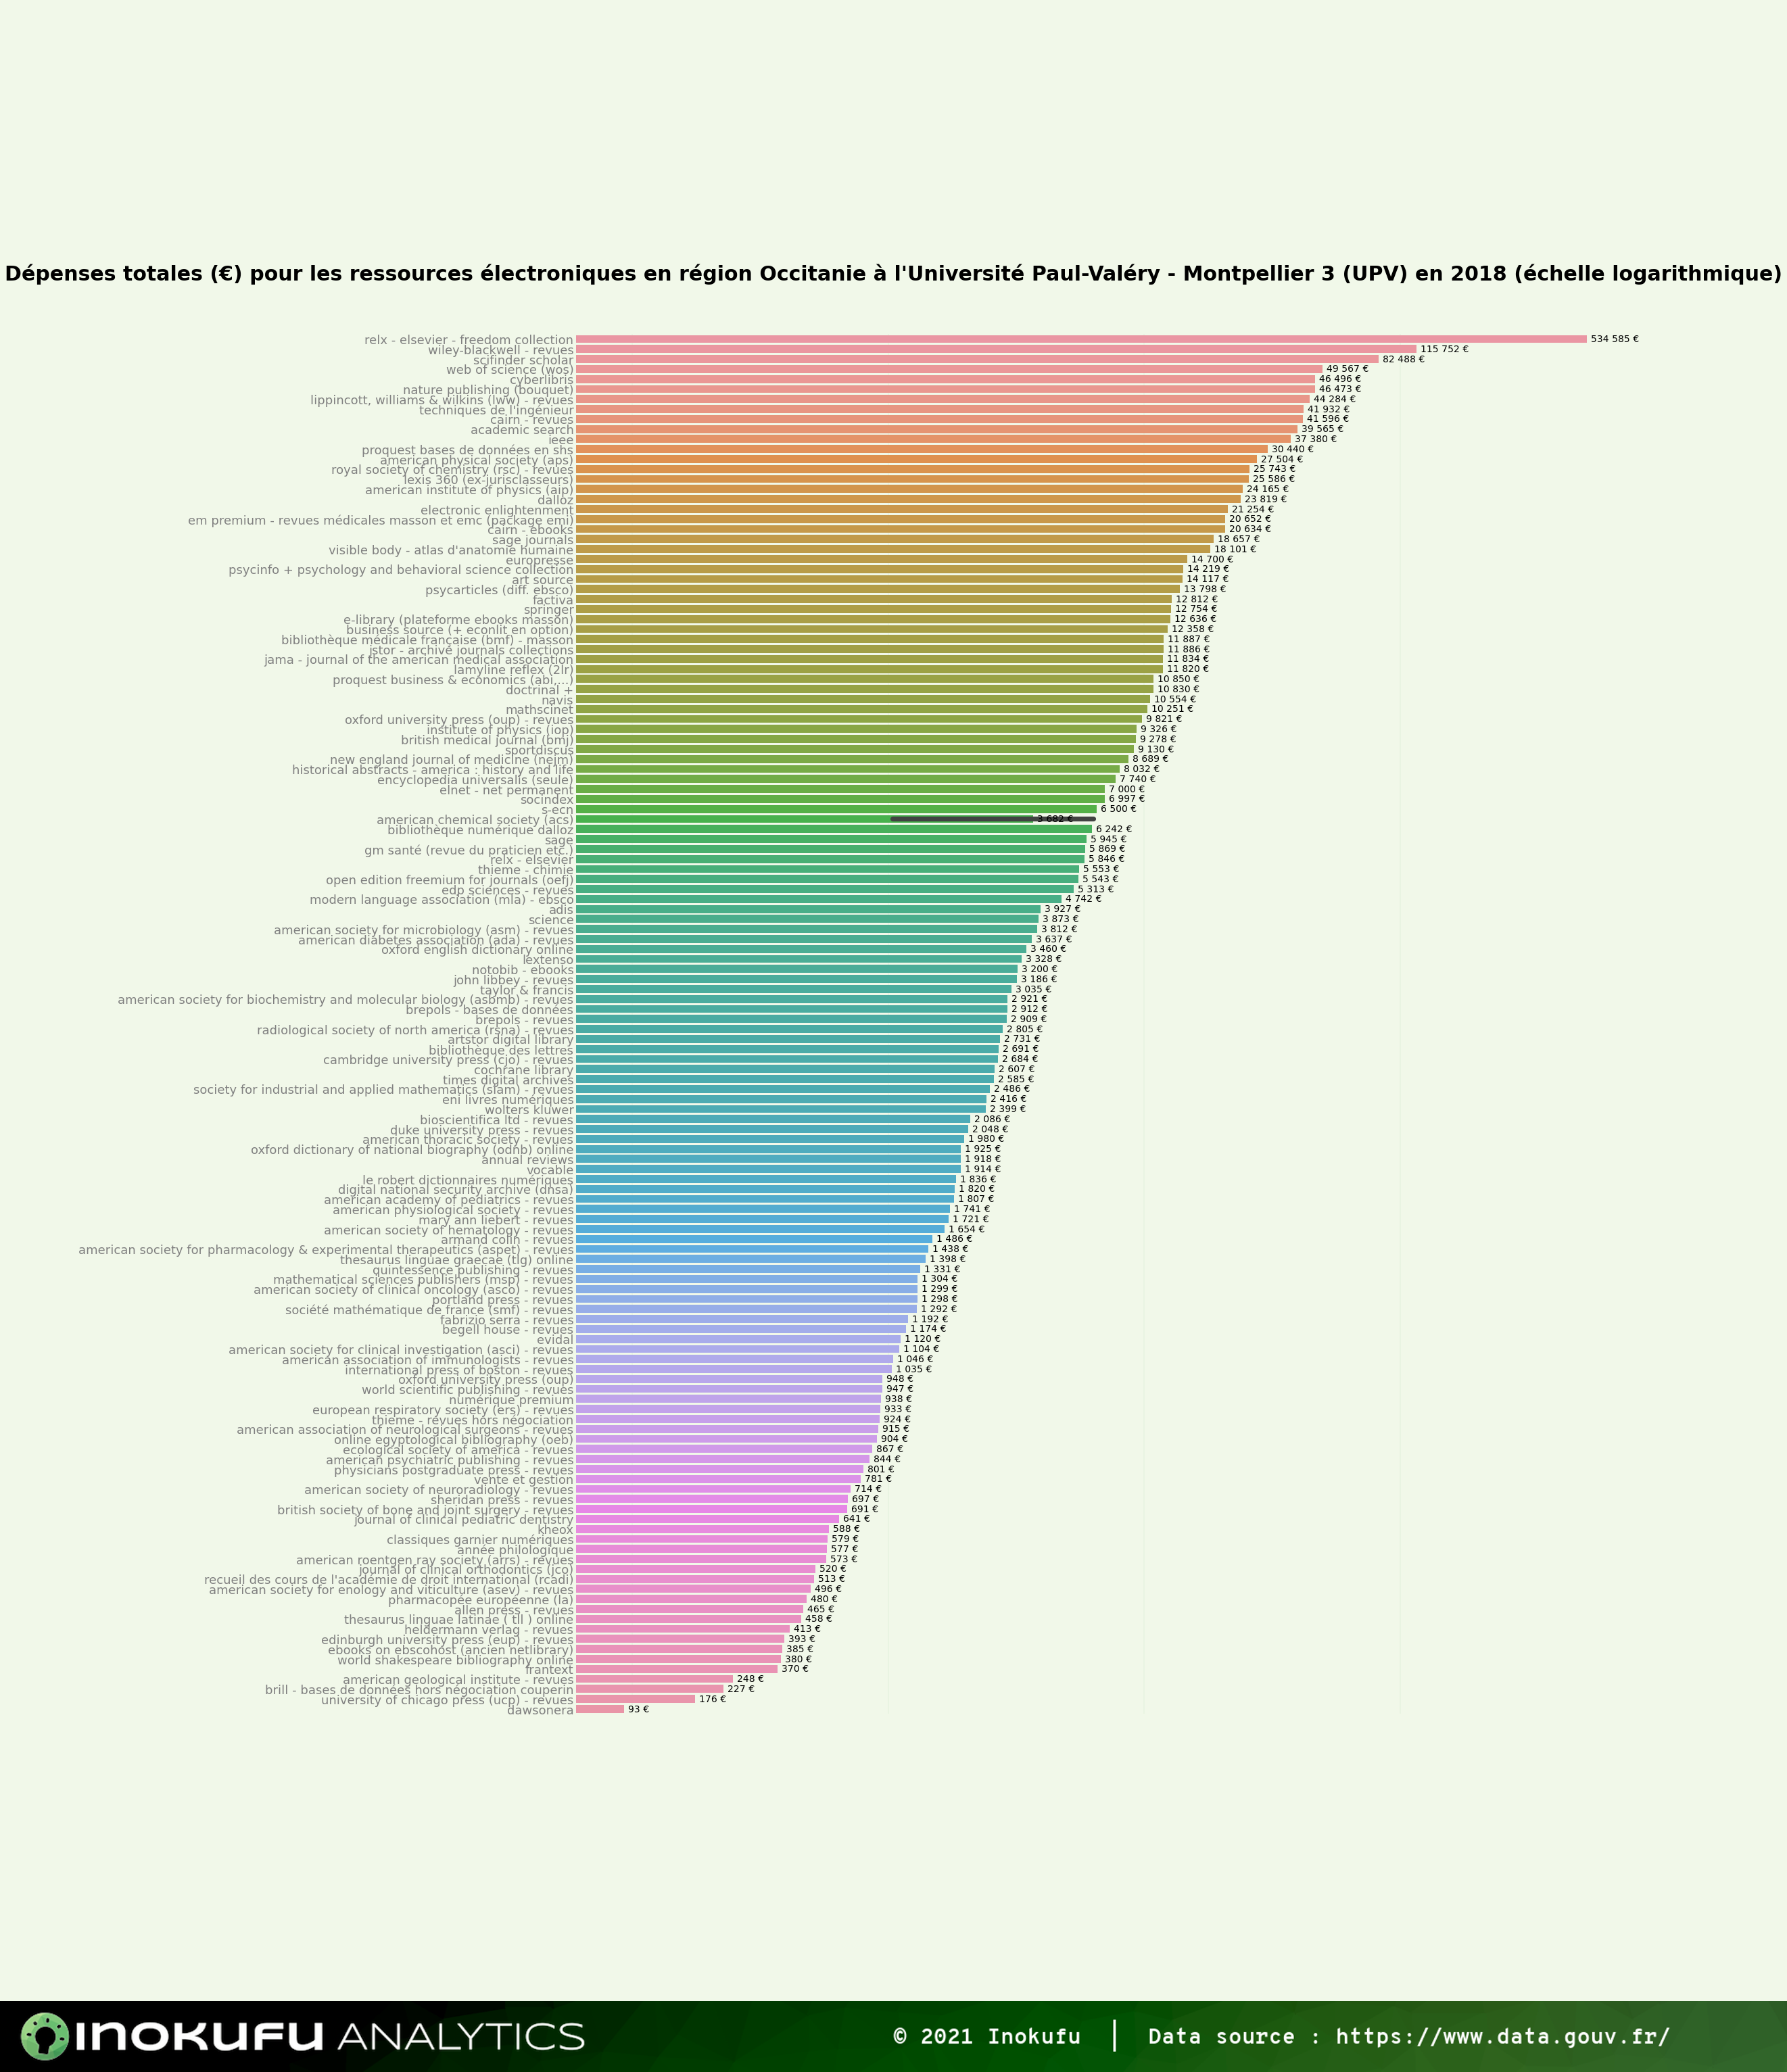 Dépenses totales (€) pour les ressources électroniques en région Occitanie à l'Université Paul-Valéry - Montpellier 3 (UPV) en 2018 (échelle logarithmique)
relx - elsevier - freedom collection 534 585 €
wiley-blackwell - revues 115 752 €
scifinder scholar 82 488 €
web of science (wos) 49 567 €
cyberlibris 46 496 €
nature publishing (bouquet) 46 473 €
lippincott, williams & wilkins (lww) - revues 44 284 €
techniques de l'ingénieur 41 932 €
cairn - revues 41 596 €
academic search 39 565 €
ieee 37 380 €
proquest bases de données en shs 30 440 €
american physical society (aps) 27 504 €
royal society of chemistry (rsc) - revues 25 743 €
lexis 360 (ex-jurisclasseurs) 25 586 €
american institute of physics (aip) 24 165 €
dalloz 23 819 €
electronic enlightenment 21 254 €
em premium - revues médicales masson et emc (package emi) 20 652 €
cairn - ebooks 20 634 €
sage journals 18 657 €
visible body - atlas d'anatomie humaine 18 101 €
europresse 14 700 €
psycinfo + psychology and behavioral science collection 14 219 €
art source 14 117 €
psycarticles (diff. ebsco) 13 798 €
factiva 12 812 €
springer 12 754 €
e-library (plateforme ebooks masson) 12 636 €
business source (+ econlit en option) 12 358 €
bibliothèque médicale française (bmf) - masson 11 887 €
jstor - archive journals collections 11 886 €
jama - journal of the american medical association 11 834 €
lamyline reflex (2lr) 11 820 €
proquest business & economics (abi,...) 10 850 €
doctrinal + 10 830 €
navis 10 554 €
mathscinet 10 251 €
oxford university press (oup) - revues 9 821 €
institute of physics (iop) 9 326 €
british medical journal (bmj) 9 278 €
sportdiscus 9 130 €
new england journal of medicine (nejm) 8 689 €
historical abstracts - america : history and life 8 032 €
encyclopedia universalis (seule) 7 740 €
elnet - net permanent 7 000 €
socindex 6 997 €
s-ecn 6 500 €
american chemical society (acs) 3 682 €
bibliothèque numérique dalloz 6 242 €
sage 5 945 €
gm santé (revue du praticien etc.) 5 869 €
relx - elsevier 5 846 €
thieme - chimie 5 553 €
open edition freemium for journals (oefj) 5 543 €
edp sciences - revues 5 313 €
modern language association (mla) - ebsco 4 742 €
adis 3 927 €
science 3 873 €
american society for microbiology (asm) - revues 3 812 €
american diabetes association (ada) - revues 3 637 €
oxford english dictionary online 3 460 €
lextenso 3 328 €
notobib - ebooks 3 200 €
john libbey - revues 3 186 €
taylor & francis 3 035 €
american society for biochemistry and molecular biology (asbmb) - revues 2 921 €
brepols - bases de données 2 912 €
brepols - revues 2 909 €
radiological society of north america (rsna) - revues 2 805 €
artstor digital library 2 731 €
bibliothèque des lettres 2 691 €
cambridge university press (cjo) - revues 2 684 €
cochrane library 2 607 €
times digital archives 2 585 €
society for industrial and applied mathematics (siam) - revues 2 486 €
eni livres numériques 2 416 €
wolters kluwer 2 399 €
bioscientifica ltd - revues 2 086 €
duke university press - revues 2 048 €
american thoracic society - revues 1 980 €
oxford dictionary of national biography (odnb) online 1 925 €
annual reviews 1 918 €
vocable 1 914 €
le robert dictionnaires numériques 1 836 €
digital national security archive (dnsa) 1 820 €
american academy of pediatrics - revues 1 807 €
american physiological society - revues 1 741 €
mary ann liebert - revues 1 721 €
american society of hematology - revues 1 654 €
armand colin - revues 1 486 €
american society for pharmacology & experimental therapeutics (aspet) - revues 1 438 €
thesaurus linguae graecae (tlg) online 1 398 €
quintessence publishing - revues 1 331 €
mathematical sciences publishers (msp) - revues 1 304 €
american society of clinical oncology (asco) - revues 1 299 €
portland press - revues 1 298 €
société mathématique de france (smf) - revues 1 292 €
fabrizio serra - revues 1 192 €
begell house - revues 1 174 €
evidal 1 120 €
american society for clinical investigation (asci) - revues 1 104 €
american association of immunologists - revues 1 046 €
international press of boston - revues 1 035 €
oxford university press (oup) 948 €
world scientific publishing - revues 947 €
numérique premium 938 €
european respiratory society (ers) - revues 933 €
thieme - revues hors négociation 924 €
american association of neurological surgeons - revues 915 €
online egyptological bibliography (oeb) 904 €
ecological society of america - revues 867 €
american psychiatric publishing - revues 844 €
physicians postgraduate press - revues 801 €
vente et gestion 781 €
american society of neuroradiology - revues 714 €
sheridan press - revues 697 €
british society of bone and joint surgery - revues 691 €
journal of clinical pediatric dentistry 641 €
kheox 588 €
classiques garnier numériques 579 €
année philologique 577 €
american roentgen ray society (arrs) - revues 573 €
journal of clinical orthodontics (jco) 520 €
recueil des cours de l'académie de droit international (rcadi) 513 €
american society for enology and viticulture (asev) - revues 496 €
pharmacopée européenne (la) 480 €
allen press - revues 465 €
thesaurus linguae latinae ( tll ) online 458 €
heldermann verlag - revues 413 €
edinburgh university press (eup) - revues 393 €
ebooks on ebscohost (ancien netlibrary) 385 €
world shakespeare bibliography online 380 €
frantext 370 €
american geological institute - revues 248 €
brill - bases de données hors négociation couperin 227 €
university of chicago press (ucp) - revues 176 €
dawsonera 93 €
INOKUFU ANALYTICS © 2021 Inokufu | Data source : https://www.data.gouv.fr/